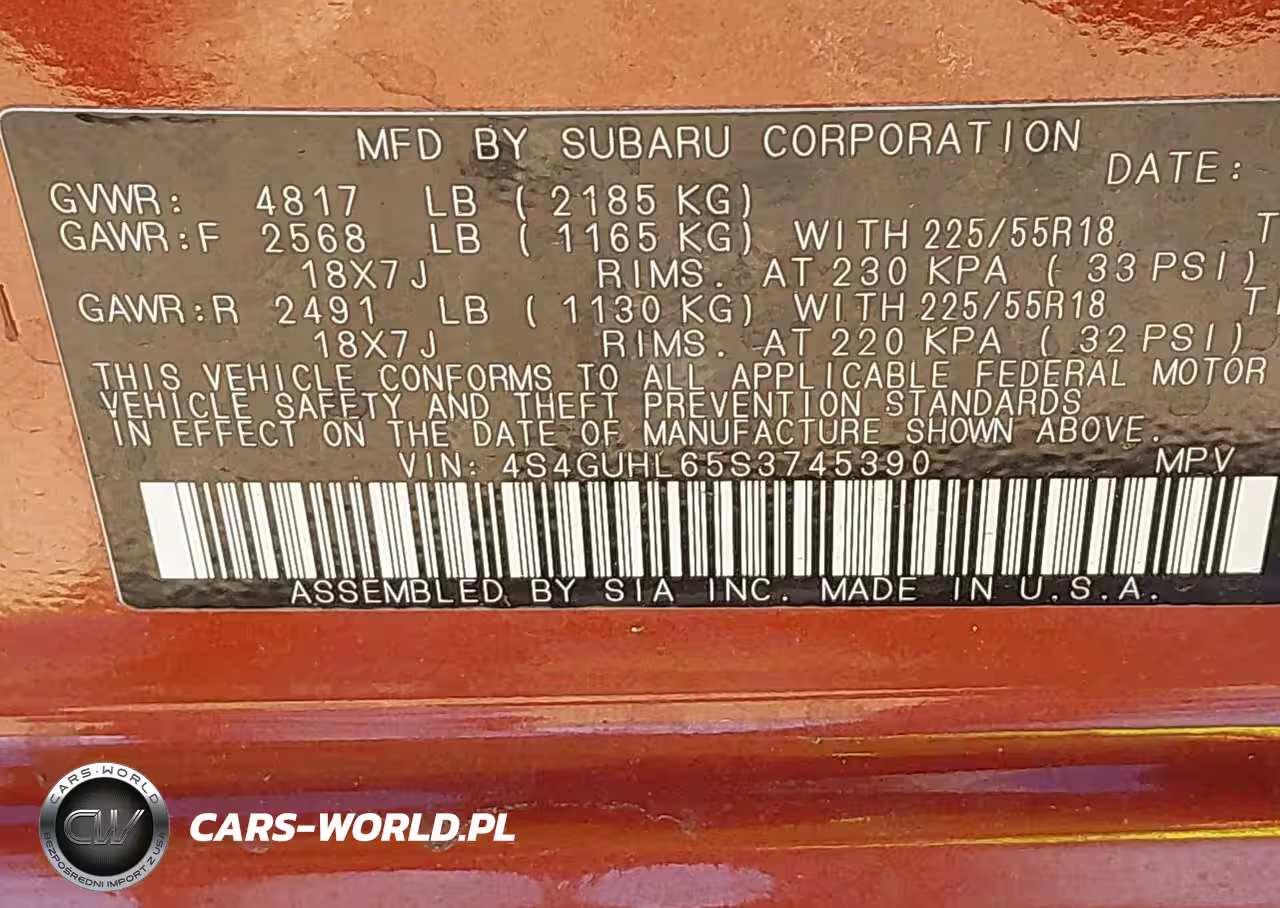 MFD BY SUBARU CORPORATION DATE:
GVWR: 4817 LB ( 2185 KG)
GAWR:F 2568 LB ( 1165 KG) WITH 225/55R18 T
18X7J RIMS. AT 230 KPA ( 33 PSI)
GAWR:R 2491 LB ( 1130 KG) WITH 225/55R18
18X7J RIMS. AT 220 KPA ( 32 PSI)
THIS VEHICLE CONFORMS TO ALL APPLICABLE FEDERAL MOTOR
VEHICLE SAFETY AND THEFT PREVENTION STANDARDS
IN EFFECT ON THE DATE OF MANUFACTURE SHOWN ABOVE.
VIN: 4S4GUHL65S3745390 MPV
ASSEMBLED BY SIA INC. MADE IN U.S.A.
CARS-WORLD
CW
BEZPOŚREDNI IMPORT Z USA
CARS-WORLD.PL